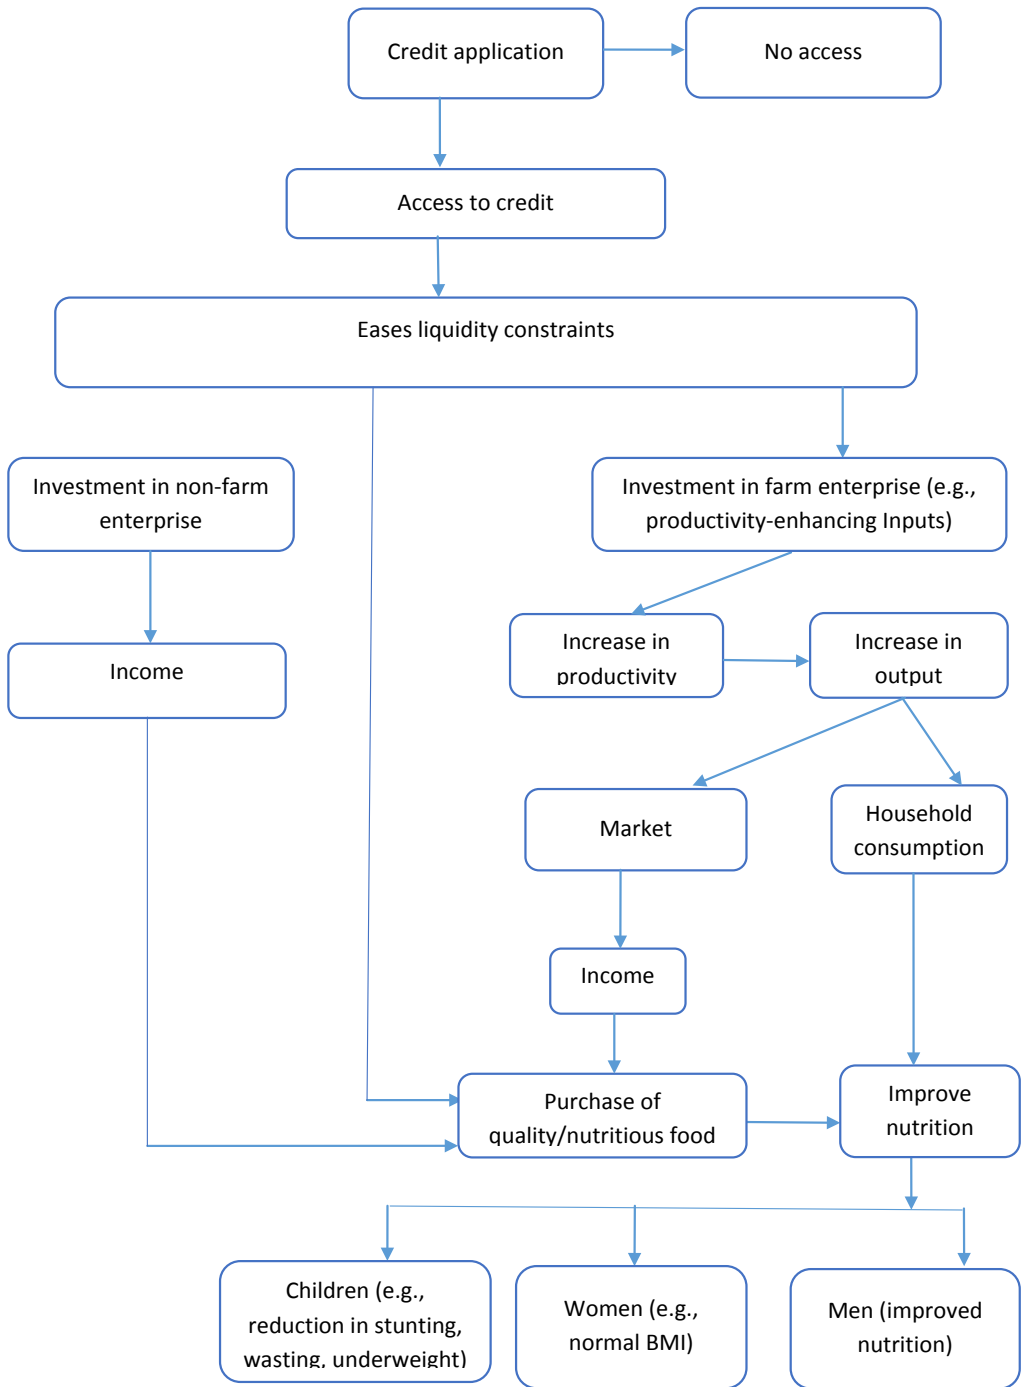 Credit application
No access
Access to credit
Eases liquidity constraints
Investment in non-farm
enterprise
Investment in farm enterprise (e.g.,
productivity-enhancing Inputs)
Increase in
productivity
Increase in
output
Income
Market
Household
consumption
Income
Purchase of
quality/nutritious food
Improve
nutrition
Children (e.g.,
reduction in stunting,
wasting, underweight)
Women (e.g.,
normal BMI)
Men (improved
nutrition)